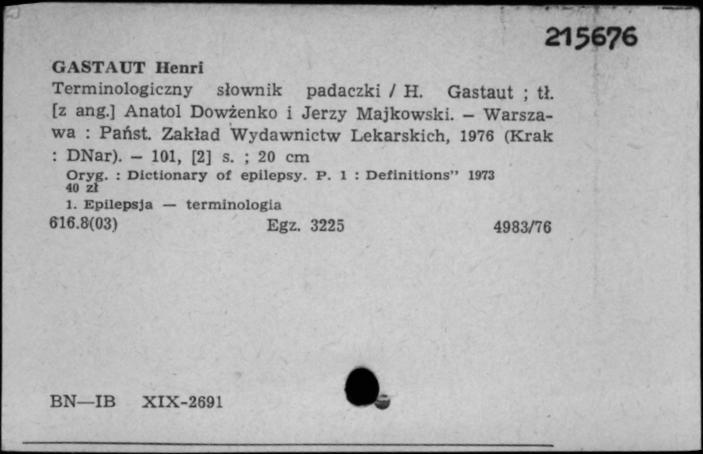 215676
GASTAUT Henri
Terminologiczny słownik padaczki / H. Gastaut ; tł.
[z ang.] Anatol Dowżenko i Jerzy Majkowski. — Warsza-
wa : Państ. Zakład Wydawnictw Lekarskich, 1976 (Krak
: DNar). — 101, [2] s. ; 20 cm
Oryg. : Dictionary of epilepsy. P. 1 : Definitions" 1973
40 zł
1. Epilepsja — terminologia
616.8(03) Egz. 3225 4983/76
BN—IB XIX-2691